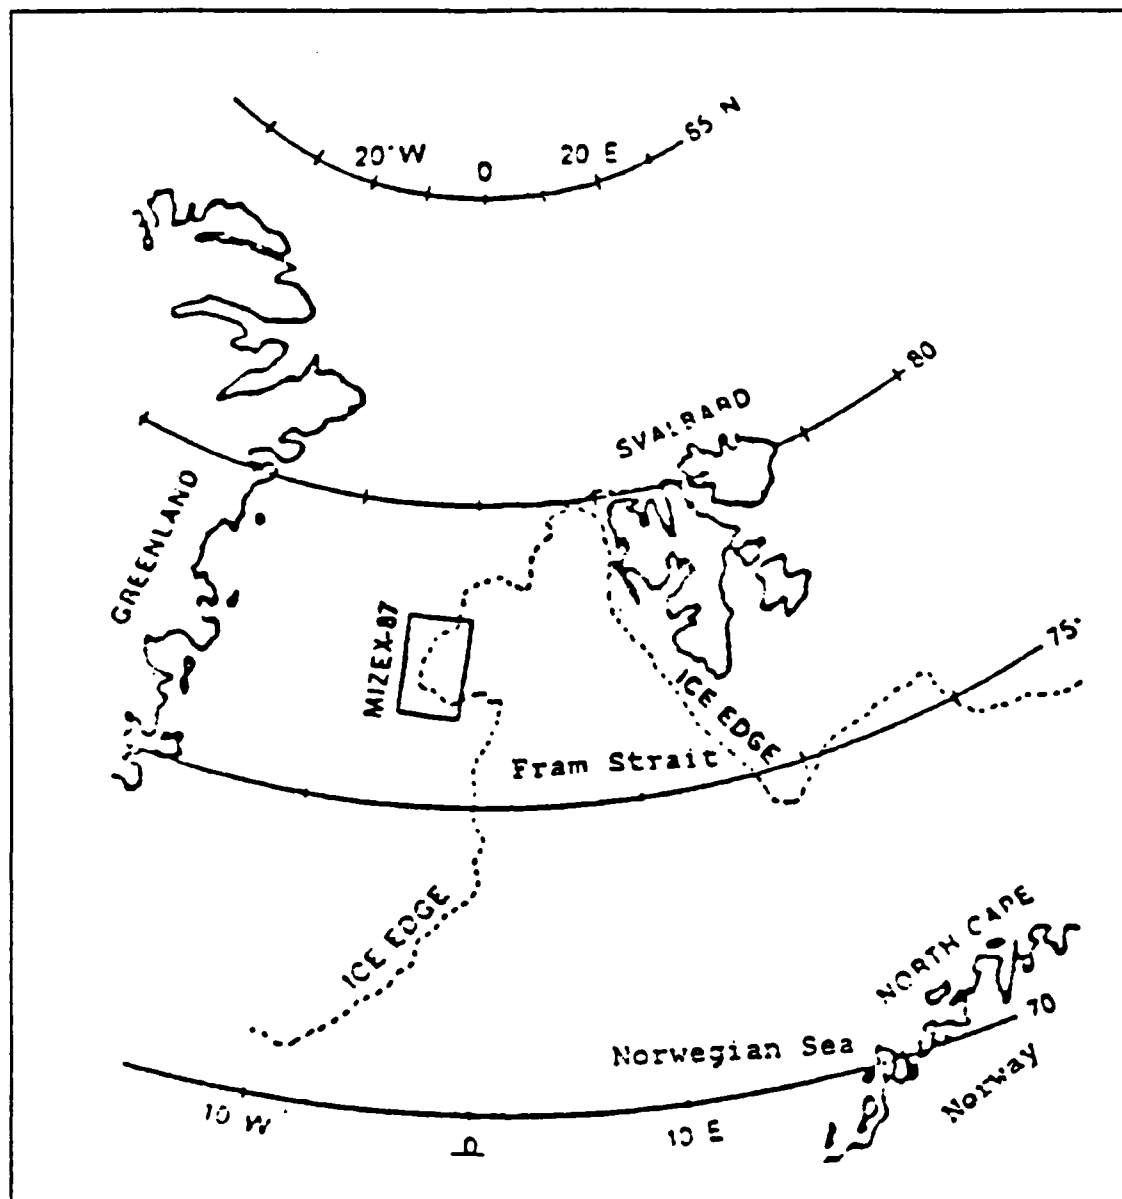 20° W
0
20 E
85 N
80
SVALBARD
GREENLAND
MIZEX-87
75°
ICE EDGE
Fram Strait
ICE EDGE
NORTH CAPE
70
Norwegian Sea
Norway
10 W
0
10 E